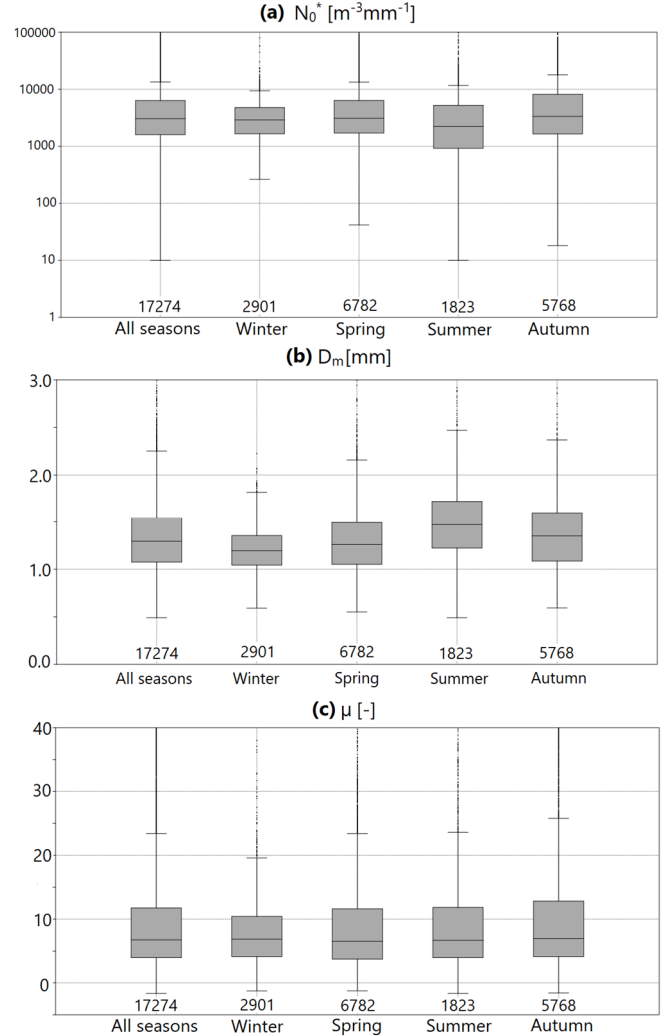 (a) N₀* [m⁻³mm⁻¹]
100000
10000
1000
100
10
1
17274 2901 6782 1823 5768
All seasons Winter Spring Summer Autumn
(b) Dₘ[mm]
3.0
2.0
1.0
0.0
17274 2901 6782 1823 5768
All seasons Winter Spring Summer Autumn
(c) μ [-]
40
30
20
10
0
17274 2901 6782 1823 5768
All seasons Winter Spring Summer Autumn